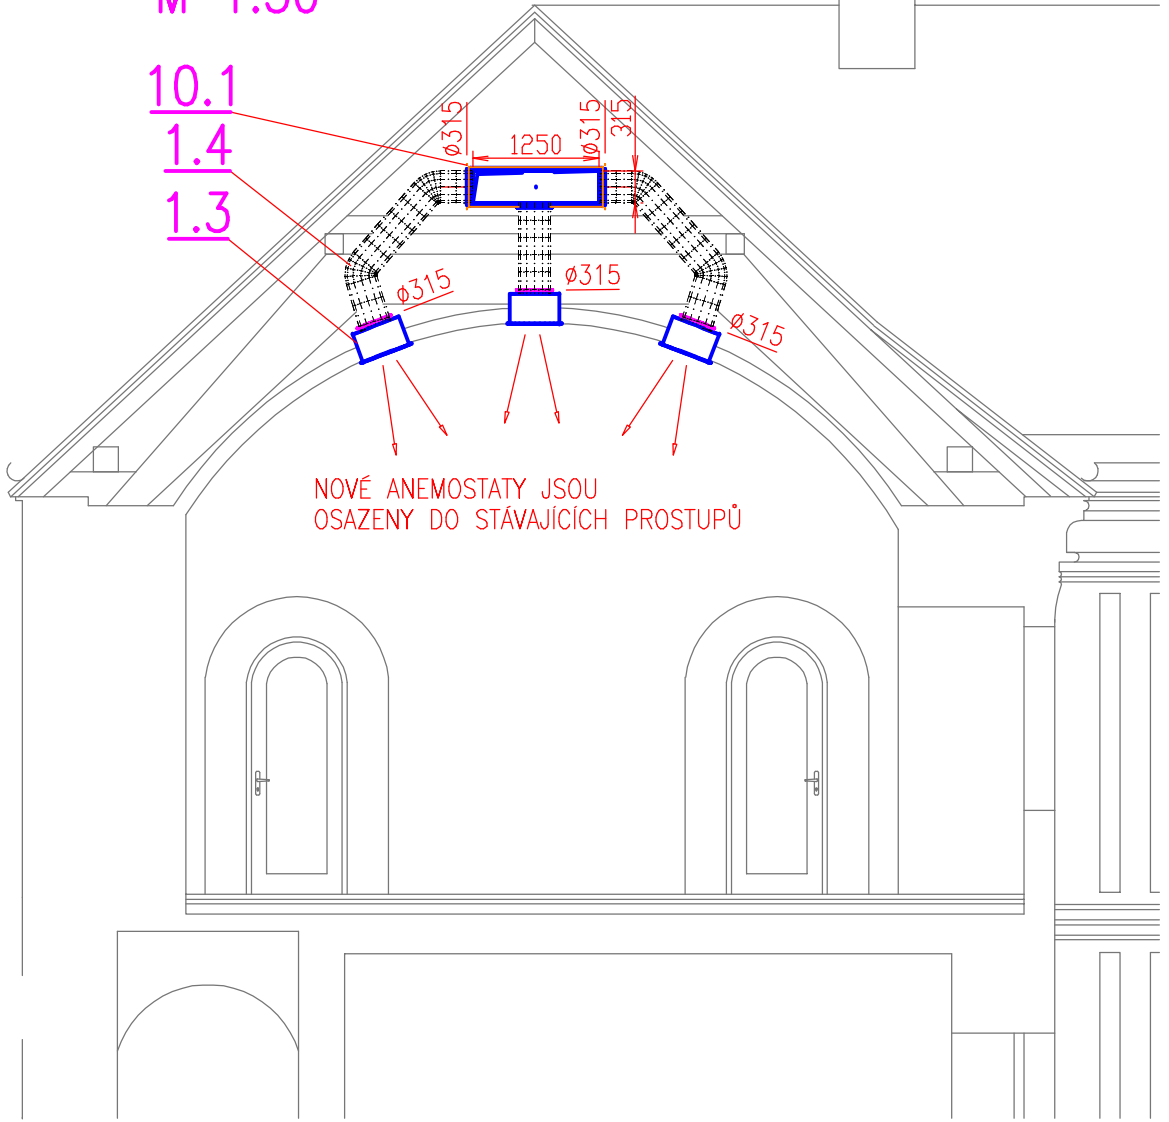 M 1:50
10.1
1.4
1.3
ø315
1250
ø315
315
ø315
ø315
ø315
NOVÉ ANEMOSTATY JSOU
OSAZENY DO STÁVAJÍCÍCH PROSTUPŮ